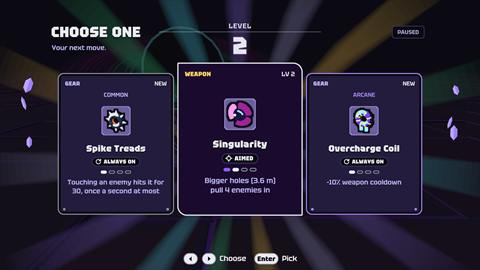 CHOOSE ONE
Your next move.
LEVEL
2
PAUSED
GEAR
NEW
COMMON
Spike Treads
ALWAYS ON
Touching an enemy hits it for
30, once a second at most
WEAPON
LV 2
Singularity
AIMED
Bigger holes (3.6 m)
pull 4 enemies in
GEAR
NEW
ARCANE
Overcharge Coil
ALWAYS ON
-10% weapon cooldown
Choose
Enter
Pick